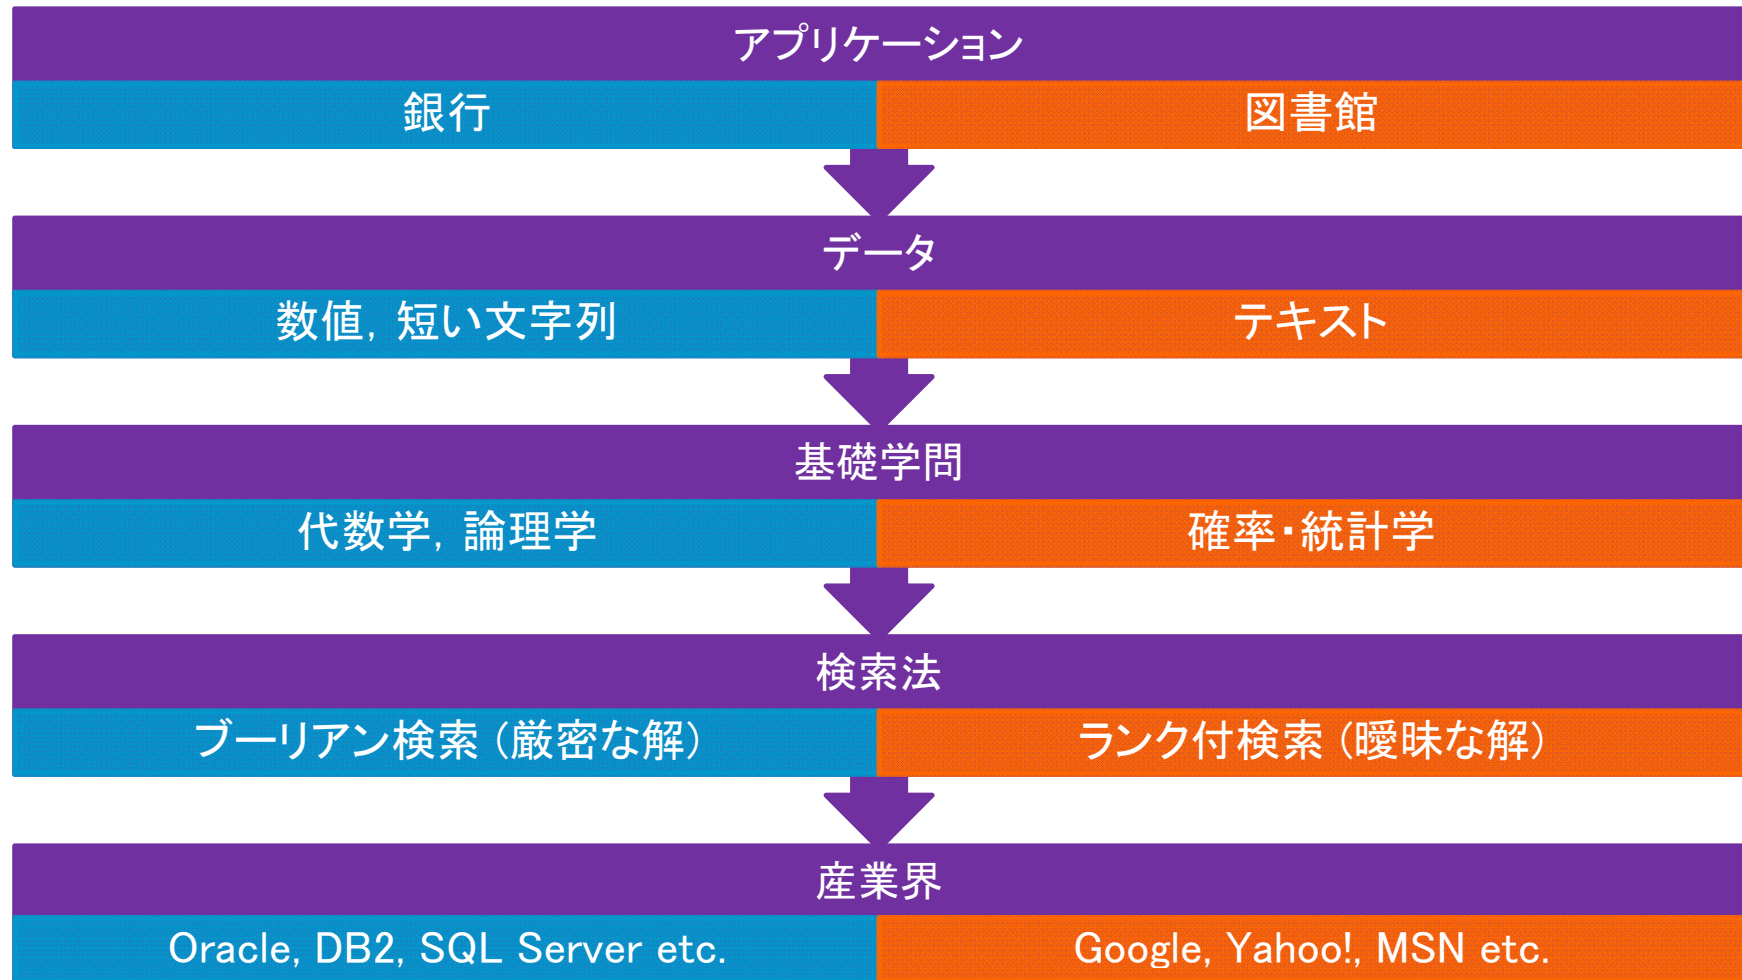 アプリケーション
銀行
図書館
データ
数値, 短い文字列
テキスト
基礎学問
代数学, 論理学
確率・統計学
検索法
ブーリアン検索 (厳密な解)
ランク付検索 (曖昧な解)
産業界
Oracle, DB2, SQL Server etc.
Google, Yahoo!, MSN etc.